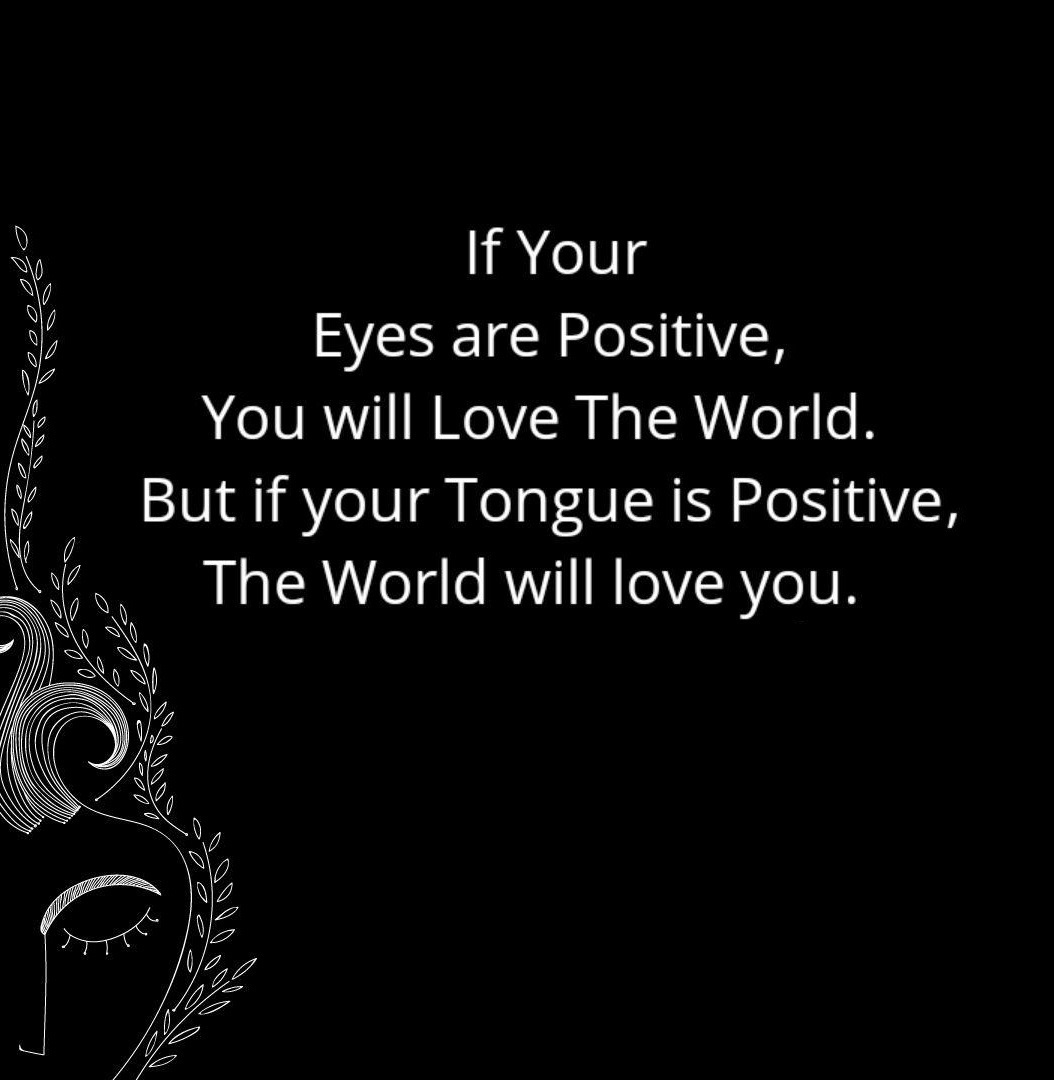 If Your
Eyes are Positive,
You will Love The World.
But if your Tongue is Positive,
The World will love you.